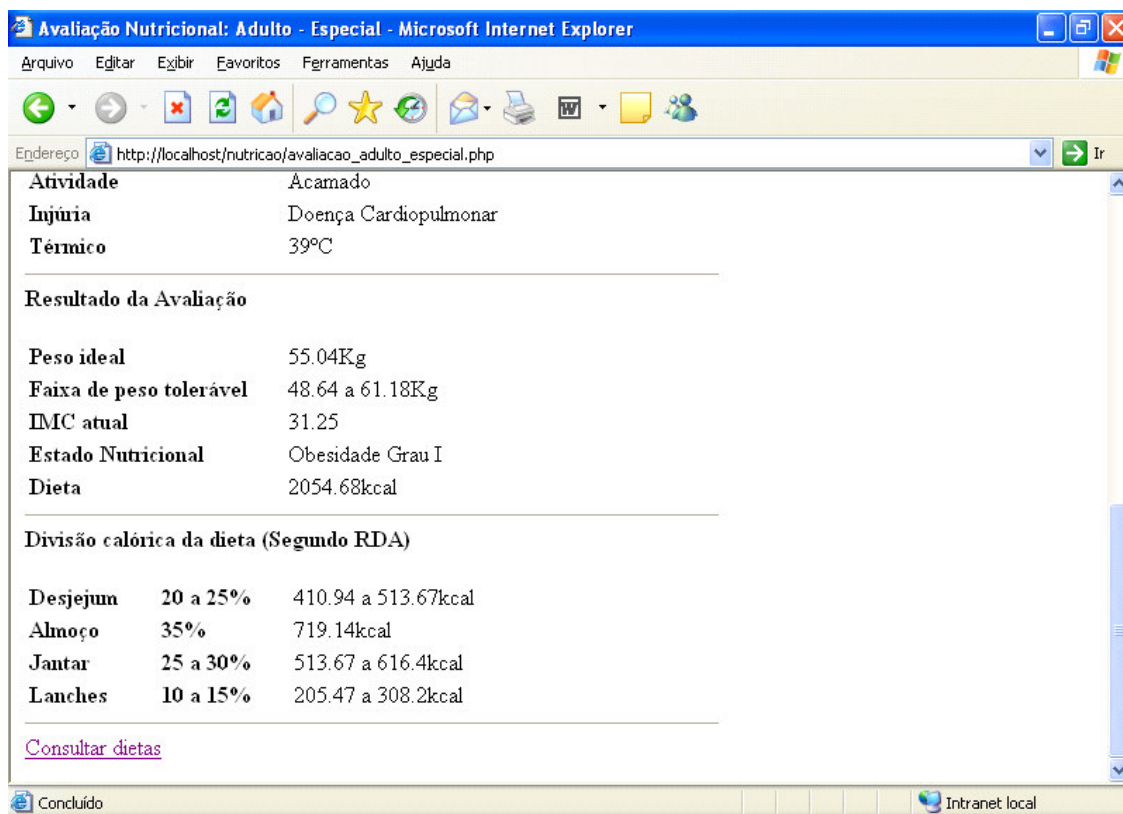 Avaliação Nutricional: Adulto - Especial - Microsoft Internet Explorer
Arquivo Editar Exibir Favoritos Ferramentas Ajuda
Endereço http://localhost/nutricao/avaliacao_adulto_especial.php Ir
Atividade Acamado
Injúria Doença Cardiopulmonar
Térmico 39ºC
Resultado da Avaliação
Peso ideal 55.04Kg
Faixa de peso tolerável 48.64 a 61.18Kg
IMC atual 31.25
Estado Nutricional Obesidade Grau I
Dieta 2054.68kcal
Divisão calórica da dieta (Segundo RDA)
Desjejum 20 a 25% 410.94 a 513.67kcal
Almoço 35% 719.14kcal
Jantar 25 a 30% 513.67 a 616.4kcal
Lanches 10 a 15% 205.47 a 308.2kcal
Consultar dietas
Concluído Intranet local